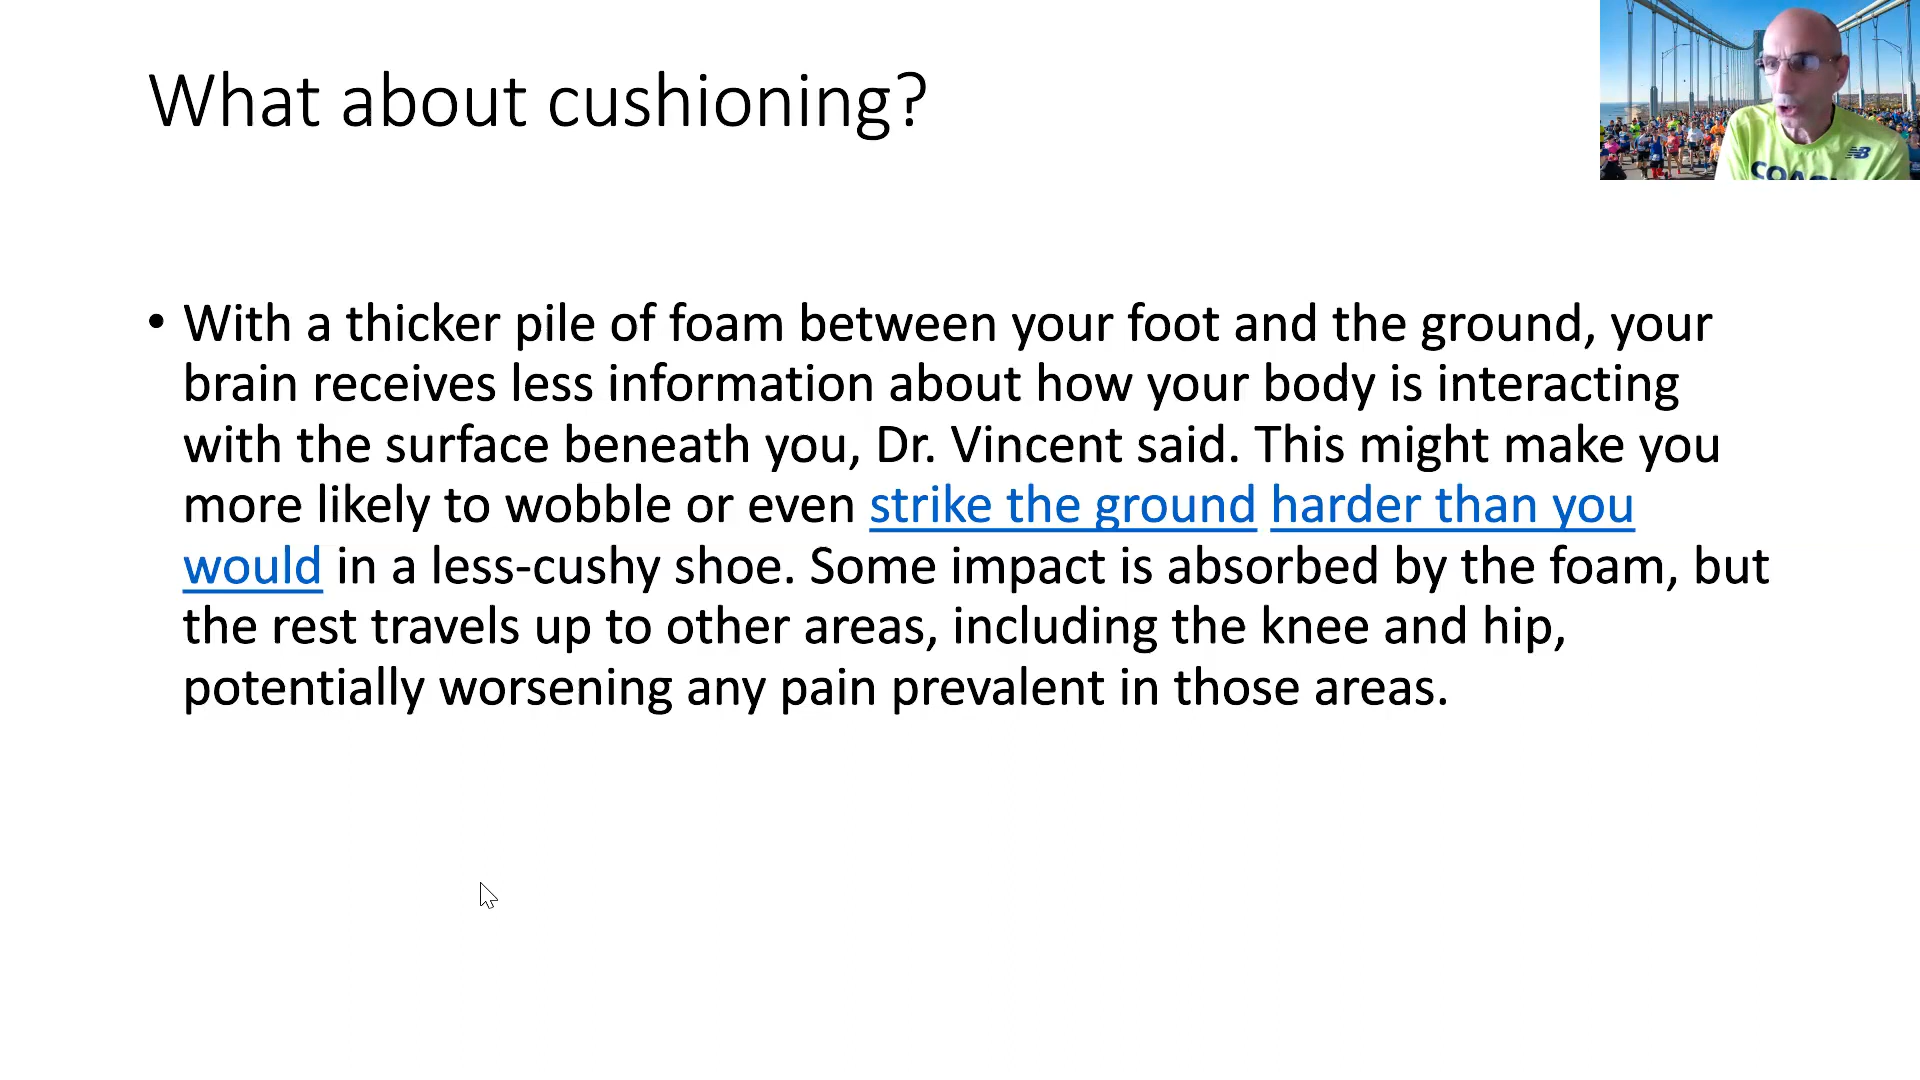 What about cushioning?
• With a thicker pile of foam between your foot and the ground, your
brain receives less information about how your body is interacting
with the surface beneath you, Dr. Vincent said. This might make you
more likely to wobble or even strike the ground harder than you
would in a less-cushy shoe. Some impact is absorbed by the foam, but
the rest travels up to other areas, including the knee and hip,
potentially worsening any pain prevalent in those areas.
NB
COACH